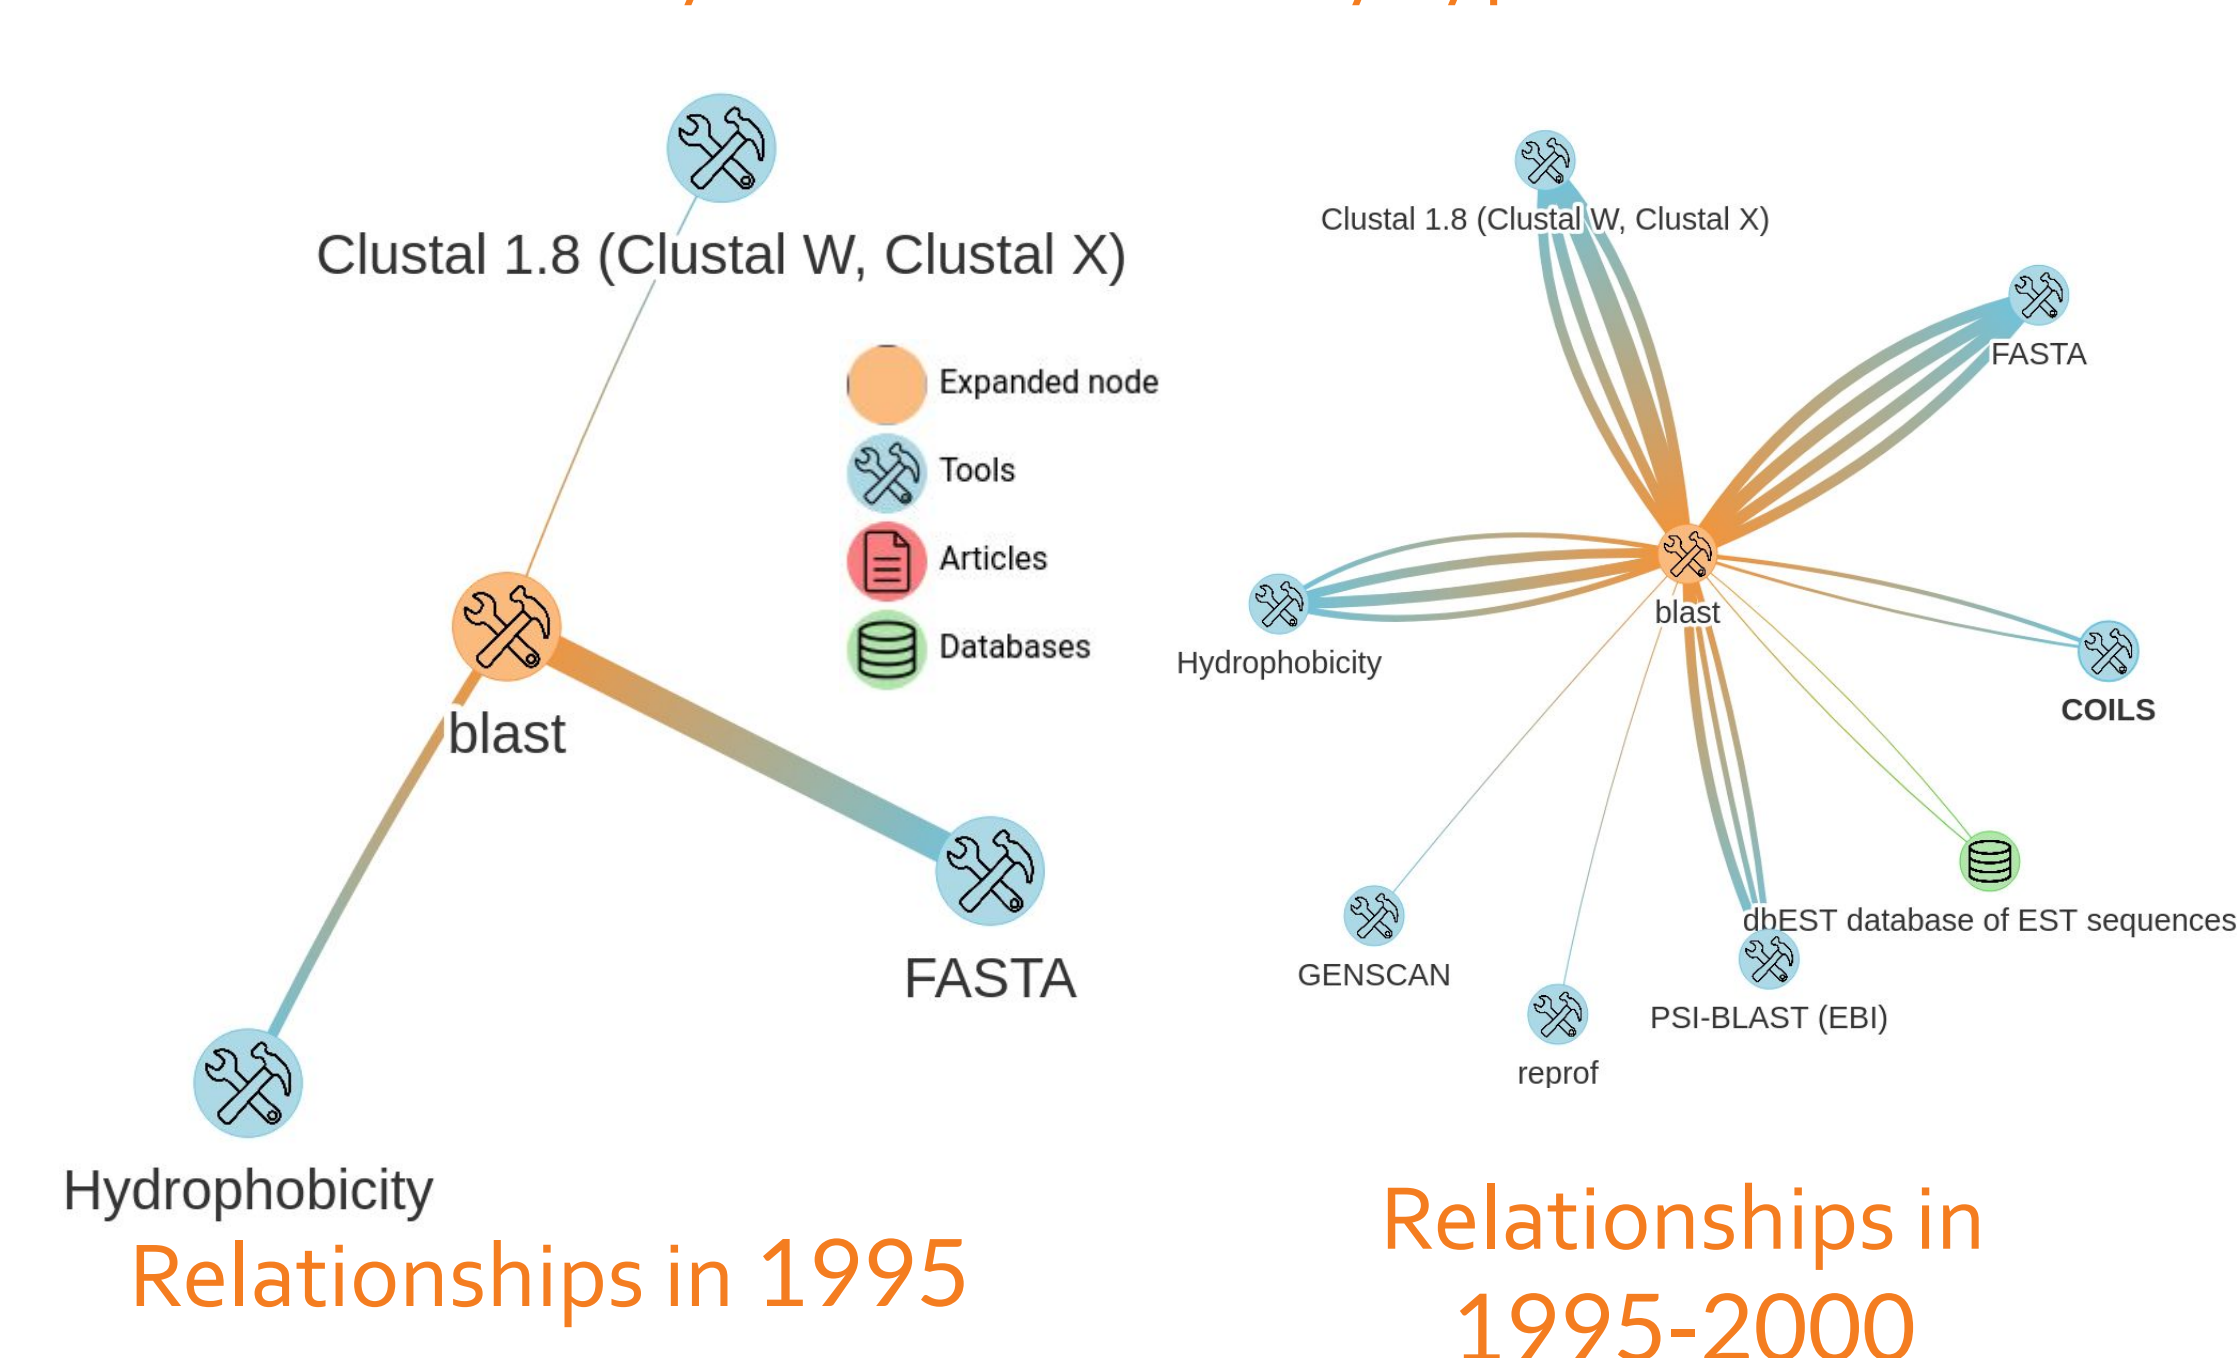 Clustal 1.8 (Clustal W, Clustal X)
Expanded node
Tools
Articles
Databases
blast
FASTA
Hydrophobicity
Relationships in 1995
Clustal 1.8 (Clustal W, Clustal X)
FASTA
blast
Hydrophobicity
COILS
dbEST database of EST sequences
GENSCAN
PSI-BLAST (EBI)
reprof
Relationships in
1995-2000